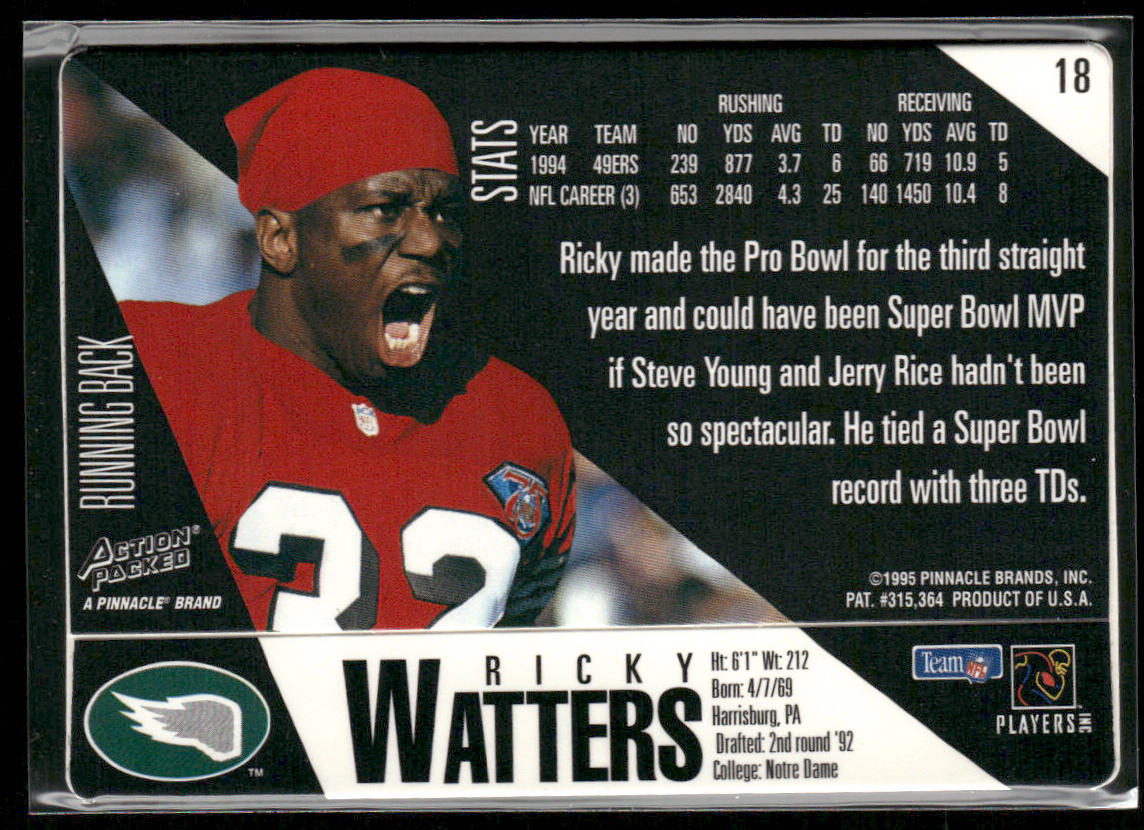 18
STATS
RUSHING RECEIVING
YEAR TEAM NO YDS AVG TD NO YDS AVG TD
1994 49ERS 239 877 3.7 6 66 719 10.9 5
NFL CAREER (3) 653 2840 4.3 25 140 1450 10.4 8
Ricky made the Pro Bowl for the third straight
year and could have been Super Bowl MVP
if Steve Young and Jerry Rice hadn't been
so spectacular. He tied a Super Bowl
record with three TDs.
RUNNING BACK
32
75
ACTION
PACKED®
A PINNACLE® BRAND
©1995 PINNACLE BRANDS, INC.
PAT. #315,364 PRODUCT OF U.S.A.
TM
RICKY
WATTERS
Ht: 6'1" Wt: 212
Born: 4/7/69
Harrisburg, PA
Drafted: 2nd round '92
College: Notre Dame
Team NFL
PLAYERS INC